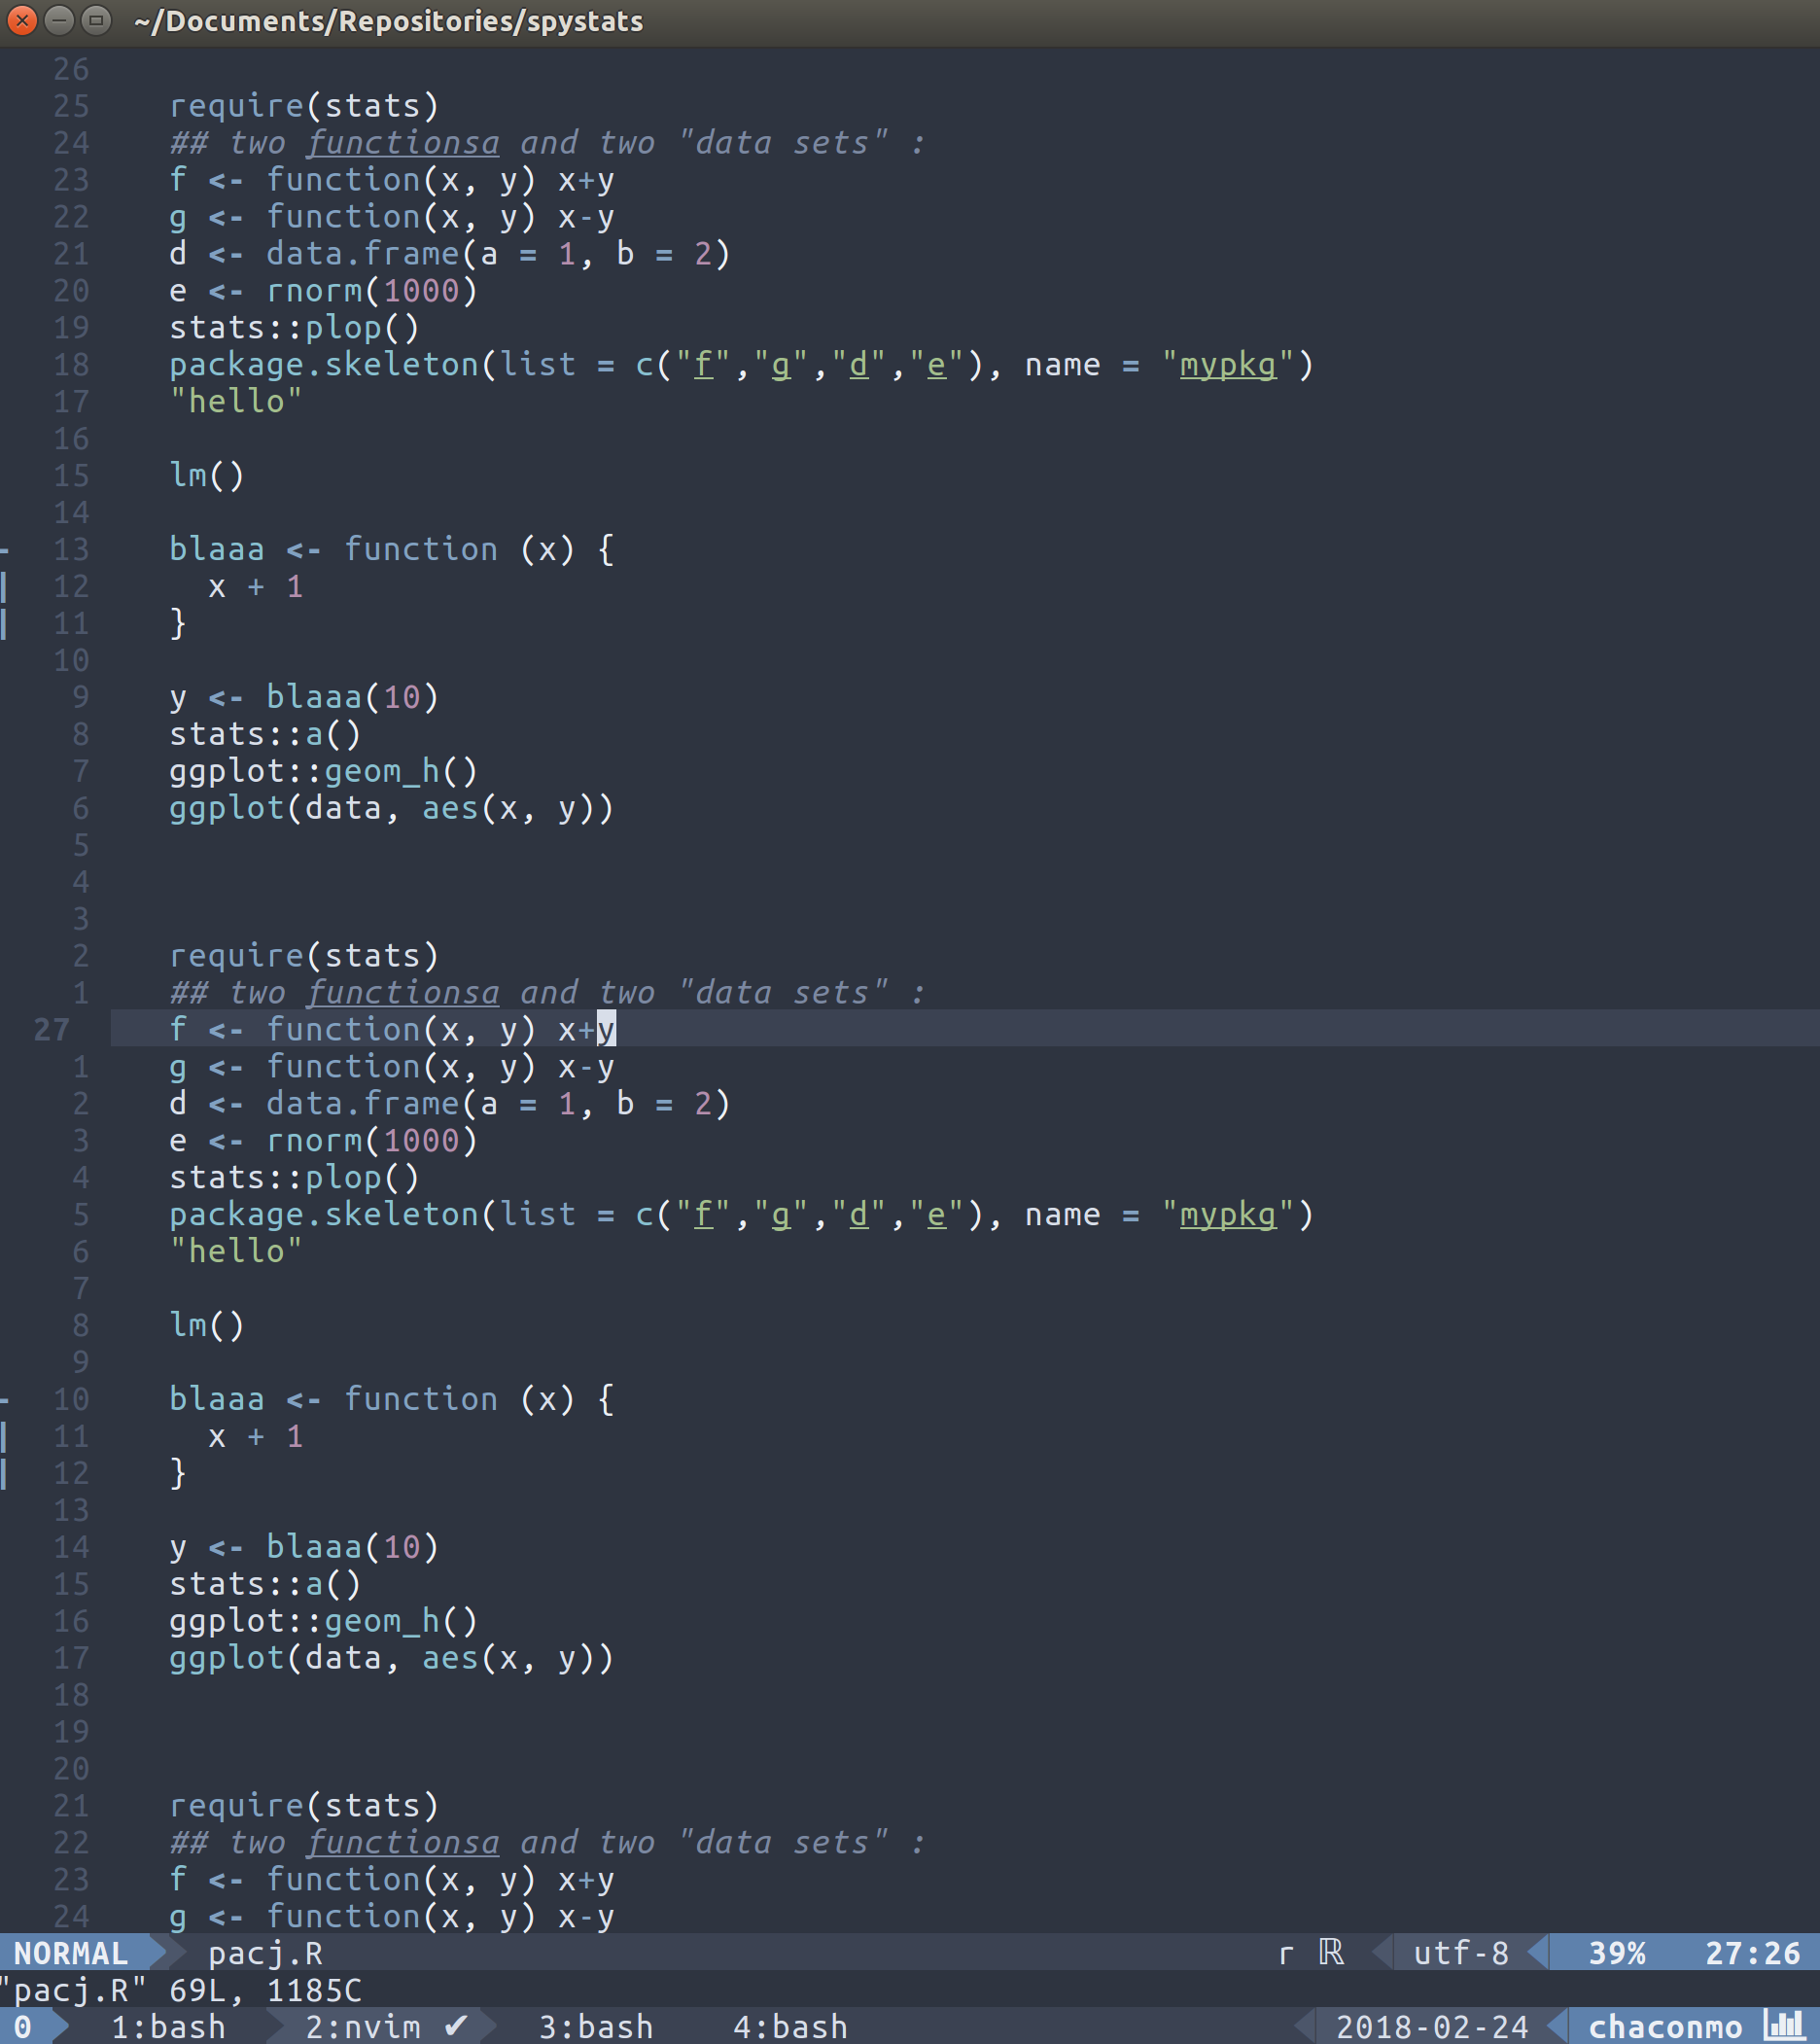 ~/Documents/Repositories/spystats
26
25 require(stats)
24 ## two functionsa and two "data sets" :
23 f <- function(x, y) x+y
22 g <- function(x, y) x-y
21 d <- data.frame(a = 1, b = 2)
20 e <- rnorm(1000)
19 stats::plop()
18 package.skeleton(list = c("f","g","d","e"), name = "mypkg")
17 "hello"
16
15 lm()
14
13 blaaa <- function (x) {
12   x + 1
11 }
10
9 y <- blaaa(10)
8 stats::a()
7 ggplot::geom_h()
6 ggplot(data, aes(x, y))
5
4
3
2 require(stats)
1 ## two functionsa and two "data sets" :
27 f <- function(x, y) x+y
1 g <- function(x, y) x-y
2 d <- data.frame(a = 1, b = 2)
3 e <- rnorm(1000)
4 stats::plop()
5 package.skeleton(list = c("f","g","d","e"), name = "mypkg")
6 "hello"
7
8 lm()
9
10 blaaa <- function (x) {
11   x + 1
12 }
13
14 y <- blaaa(10)
15 stats::a()
16 ggplot::geom_h()
17 ggplot(data, aes(x, y))
18
19
20
21 require(stats)
22 ## two functionsa and two "data sets" :
23 f <- function(x, y) x+y
24 g <- function(x, y) x-y
NORMAL pacj.R r ℝ utf-8 39% 27:26
"pacj.R" 69L, 1185C
0 1:bash 2:nvim ✔ 3:bash 4:bash 2018-02-24 chaconmo